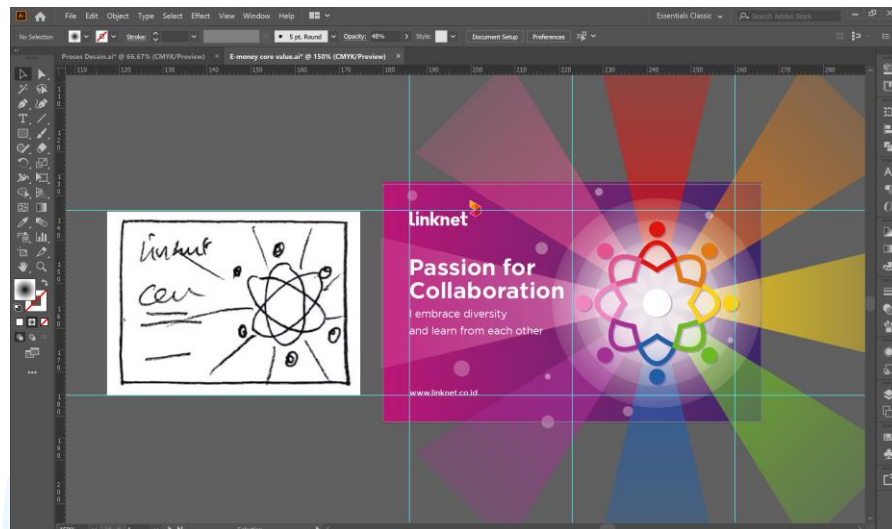 File Edit Object Type Select Effect View Window Help
Essentials Classic
Search Adobe Stock
No Selection
Stroke:
5 pt. Round
Opacity: 48%
Style:
Document Setup
Preferences
Proses Desain.ai* @ 66.67% (CMYK/Preview) ×
E-money core value.ai* @ 150% (CMYK/Preview) ×
110 120 130 140 150 160 170 180 190 200 210 220 230 240 250 260 270 280
linknet
Passion for
Collaboration
I embrace diversity
and learn from each other
www.linknet.co.id
150%
Selection